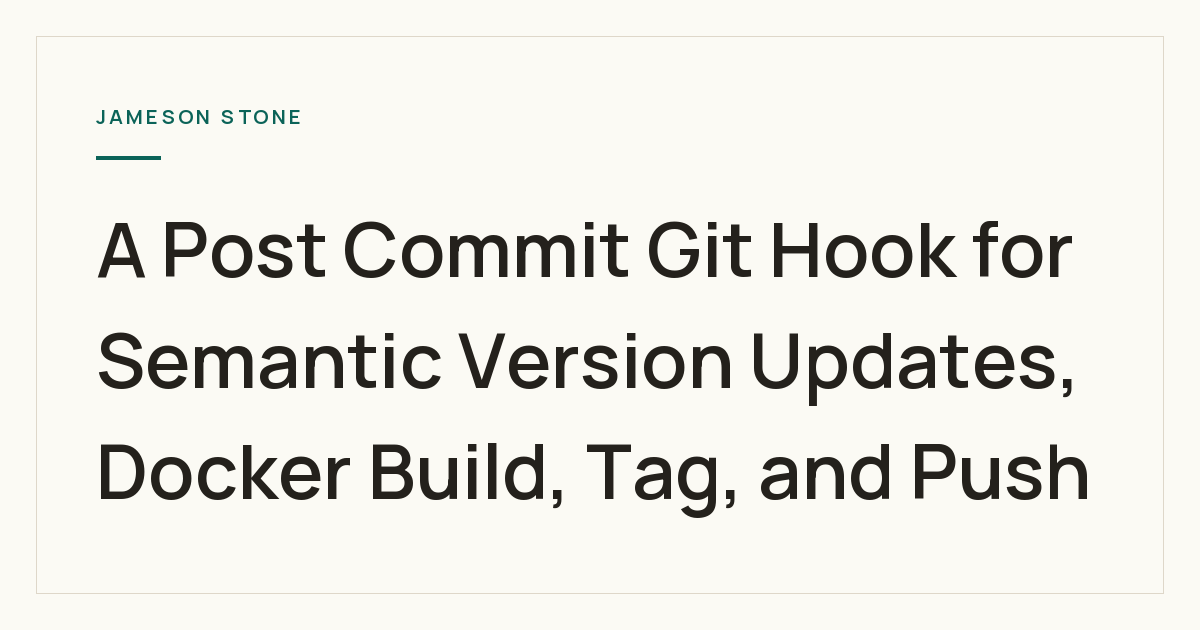 JAMESON STONE
A Post Commit Git Hook for
Semantic Version Updates,
Docker Build, Tag, and Push